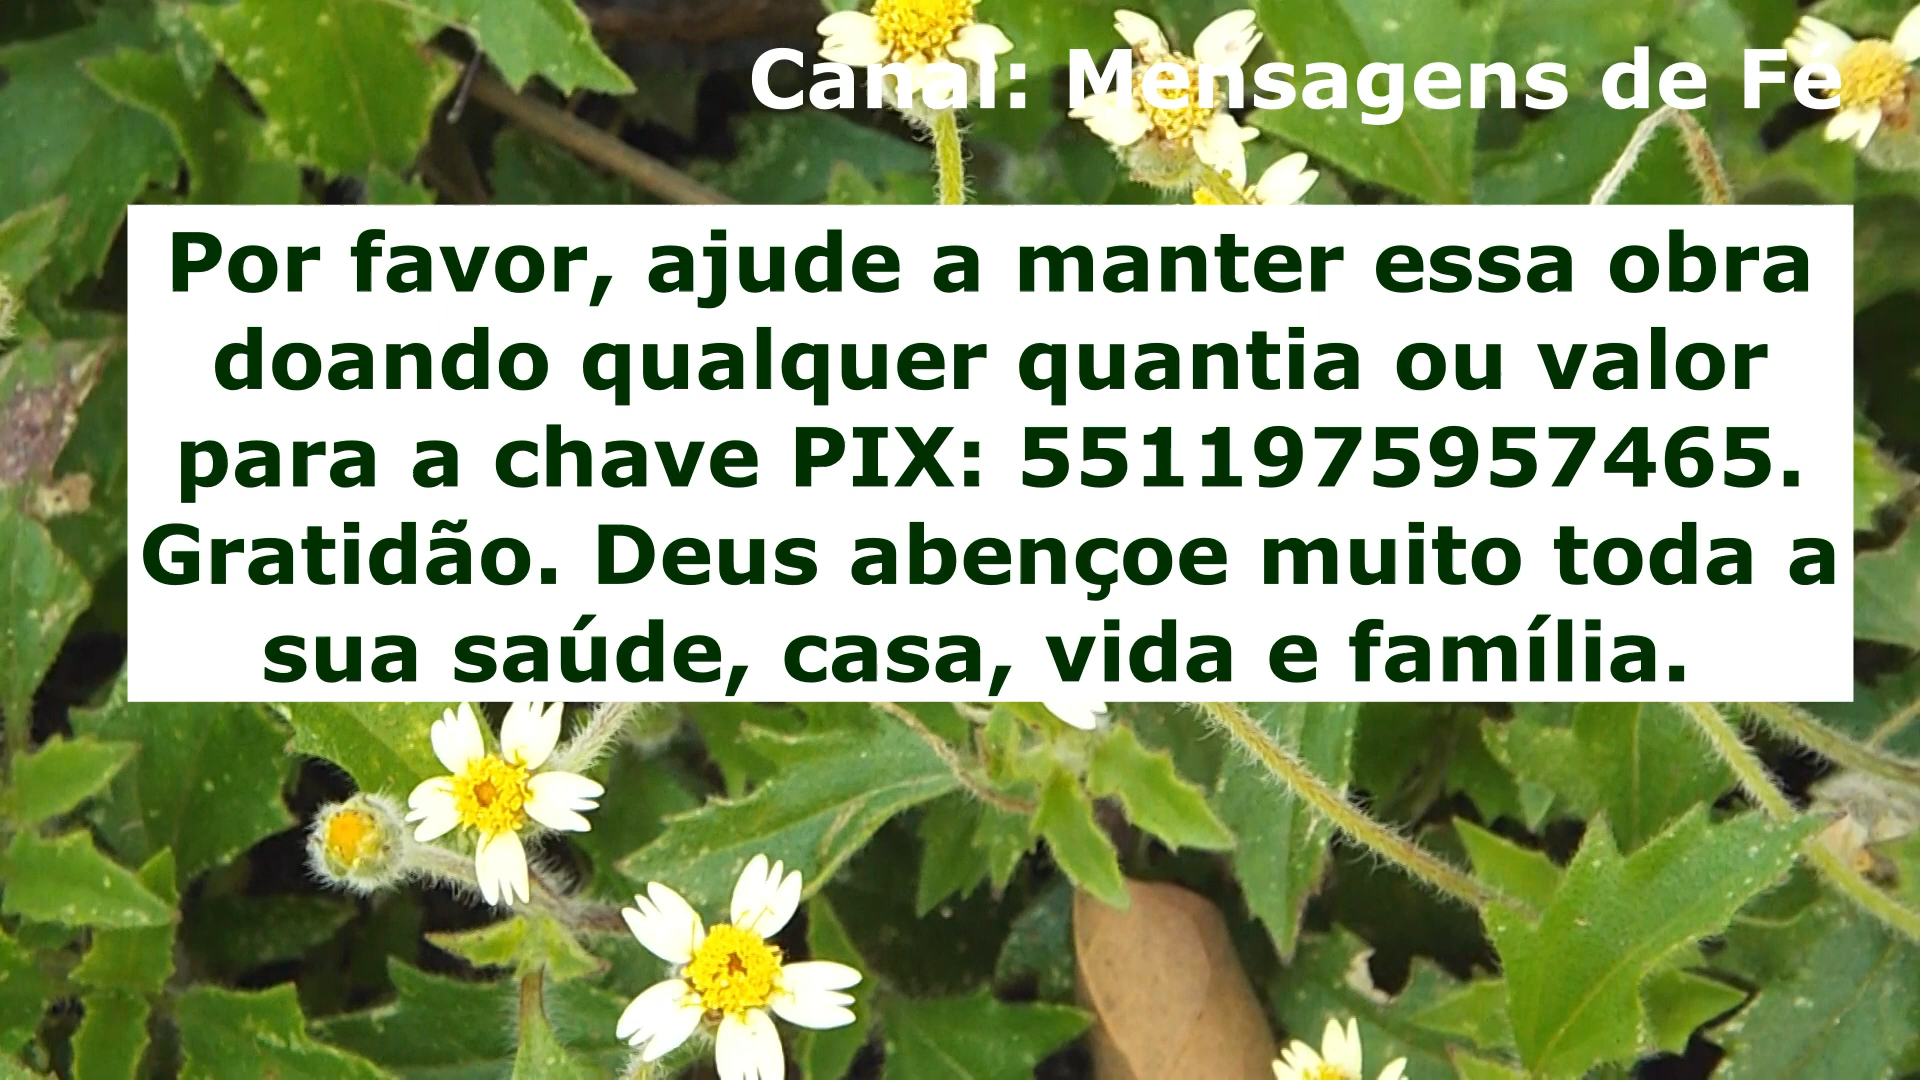 Canal: Mensagens de Fé
Por favor, ajude a manter essa obra
doando qualquer quantia ou valor
para a chave PIX: 5511975957465.
Gratidão. Deus abençoe muito toda a
sua saúde, casa, vida e família.